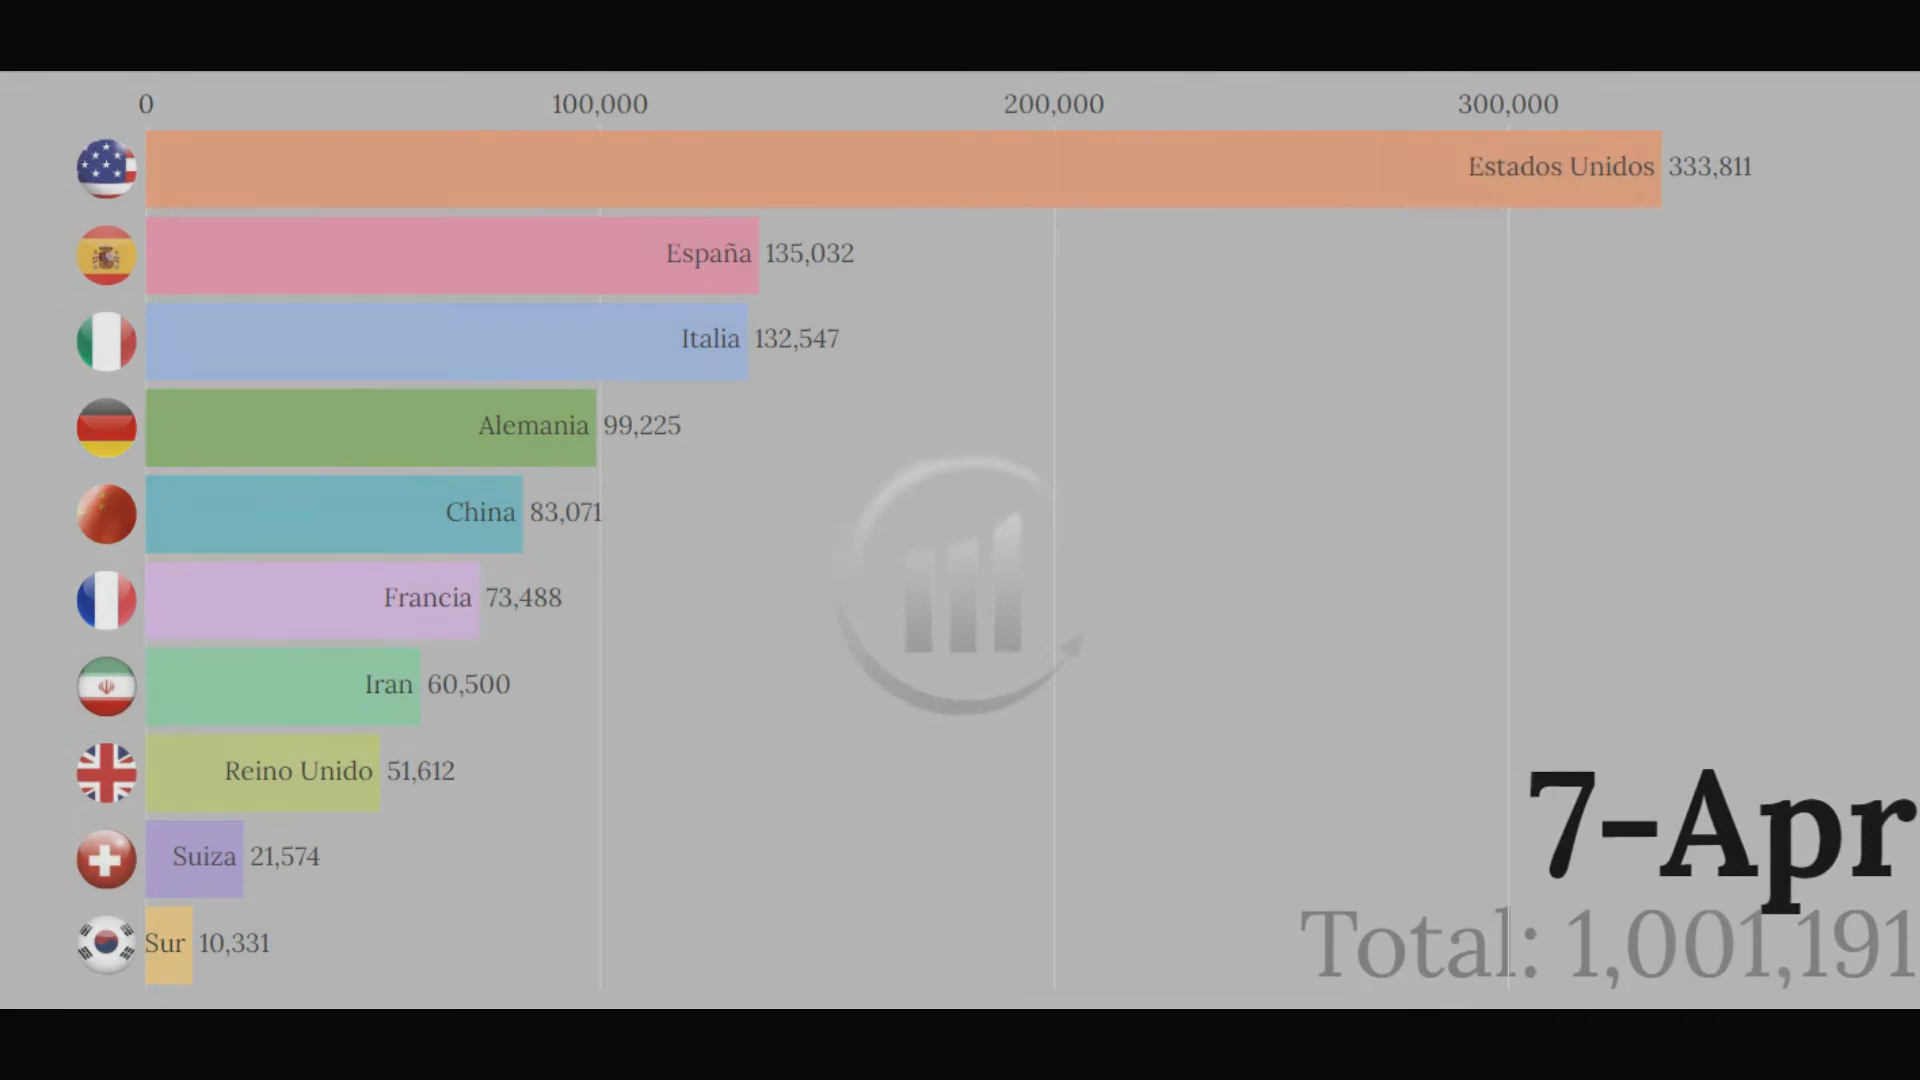 0 100,000 200,000 300,000
Estados Unidos 333,811
España 135,032
Italia 132,547
Alemania 99,225
China 83,071
Francia 73,488
Iran 60,500
Reino Unido 51,612
Suiza 21,574
Sur 10,331
7-Apr
Total: 1,001,191